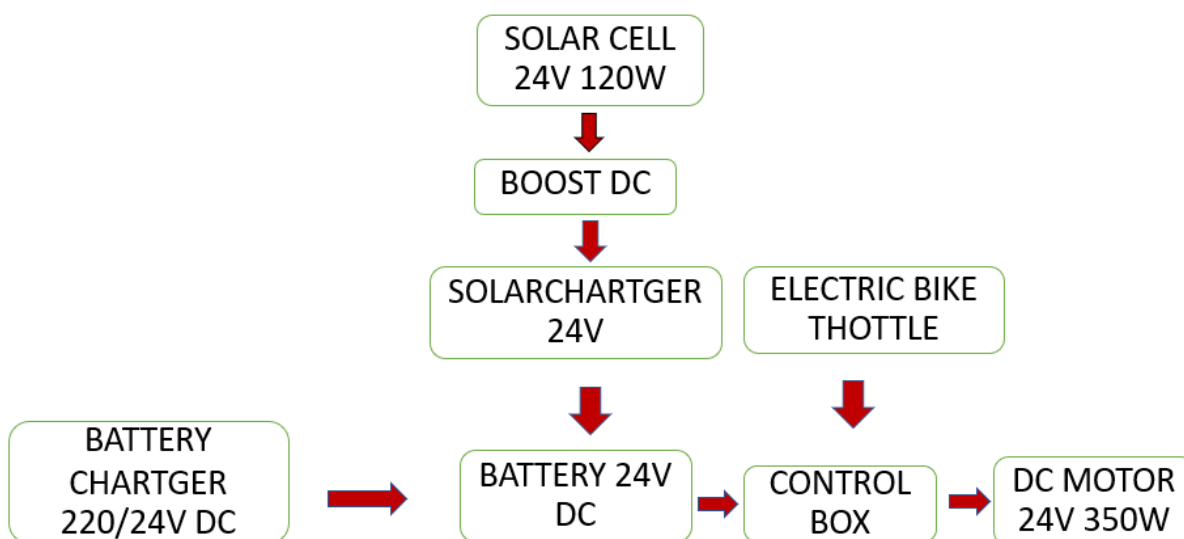 SOLAR CELL
24V 120W
BOOST DC
SOLARCHARTGER
24V
ELECTRIC BIKE
THOTTLE
BATTERY
CHARTGER
220/24V DC
BATTERY 24V
DC
CONTROL
BOX
DC MOTOR
24V 350W